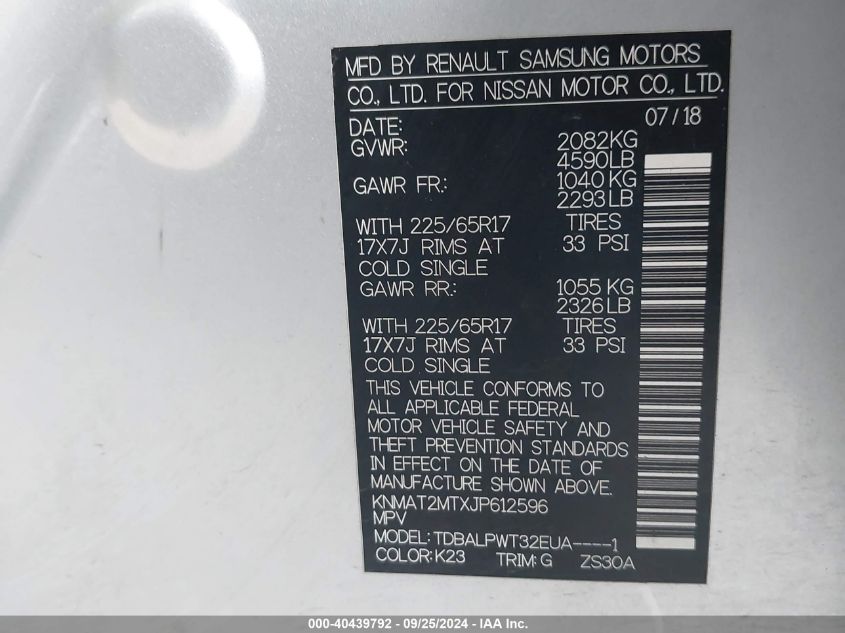 MFD BY RENAULT SAMSUNG MOTORS
CO., LTD. FOR NISSAN MOTOR CO., LTD.
DATE: 07/18
GVWR: 2082KG
4590LB
GAWR FR.: 1040 KG
2293 LB
WITH 225/65R17 TIRES
17X7J RIMS AT 33 PSI
COLD SINGLE
GAWR RR.: 1055 KG
2326 LB
WITH 225/65R17 TIRES
17X7J RIMS AT 33 PSI
COLD SINGLE
THIS VEHICLE CONFORMS TO
ALL APPLICABLE FEDERAL
MOTOR VEHICLE SAFETY AND
THEFT PREVENTION STANDARDS
IN EFFECT ON THE DATE OF
MANUFACTURE SHOWN ABOVE.
KNMAT2MTXJP612596
MPV
MODEL: TDBALPWT32EUA----1
COLOR: K23 TRIM: G ZS30A
000-40439792 - 09/25/2024 - IAA Inc.